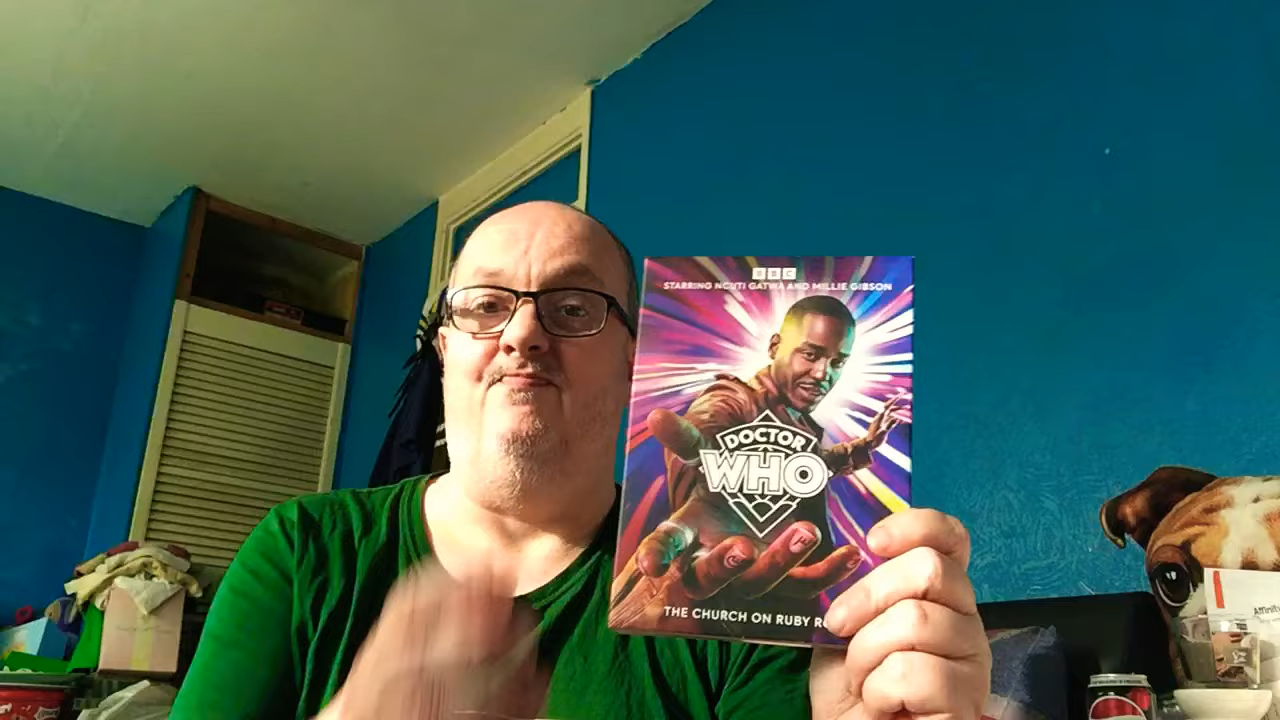 BBC
STARRING NCUTI GATWA AND MILLIE GIBSON
DOCTOR
WHO
THE CHURCH ON RUBY